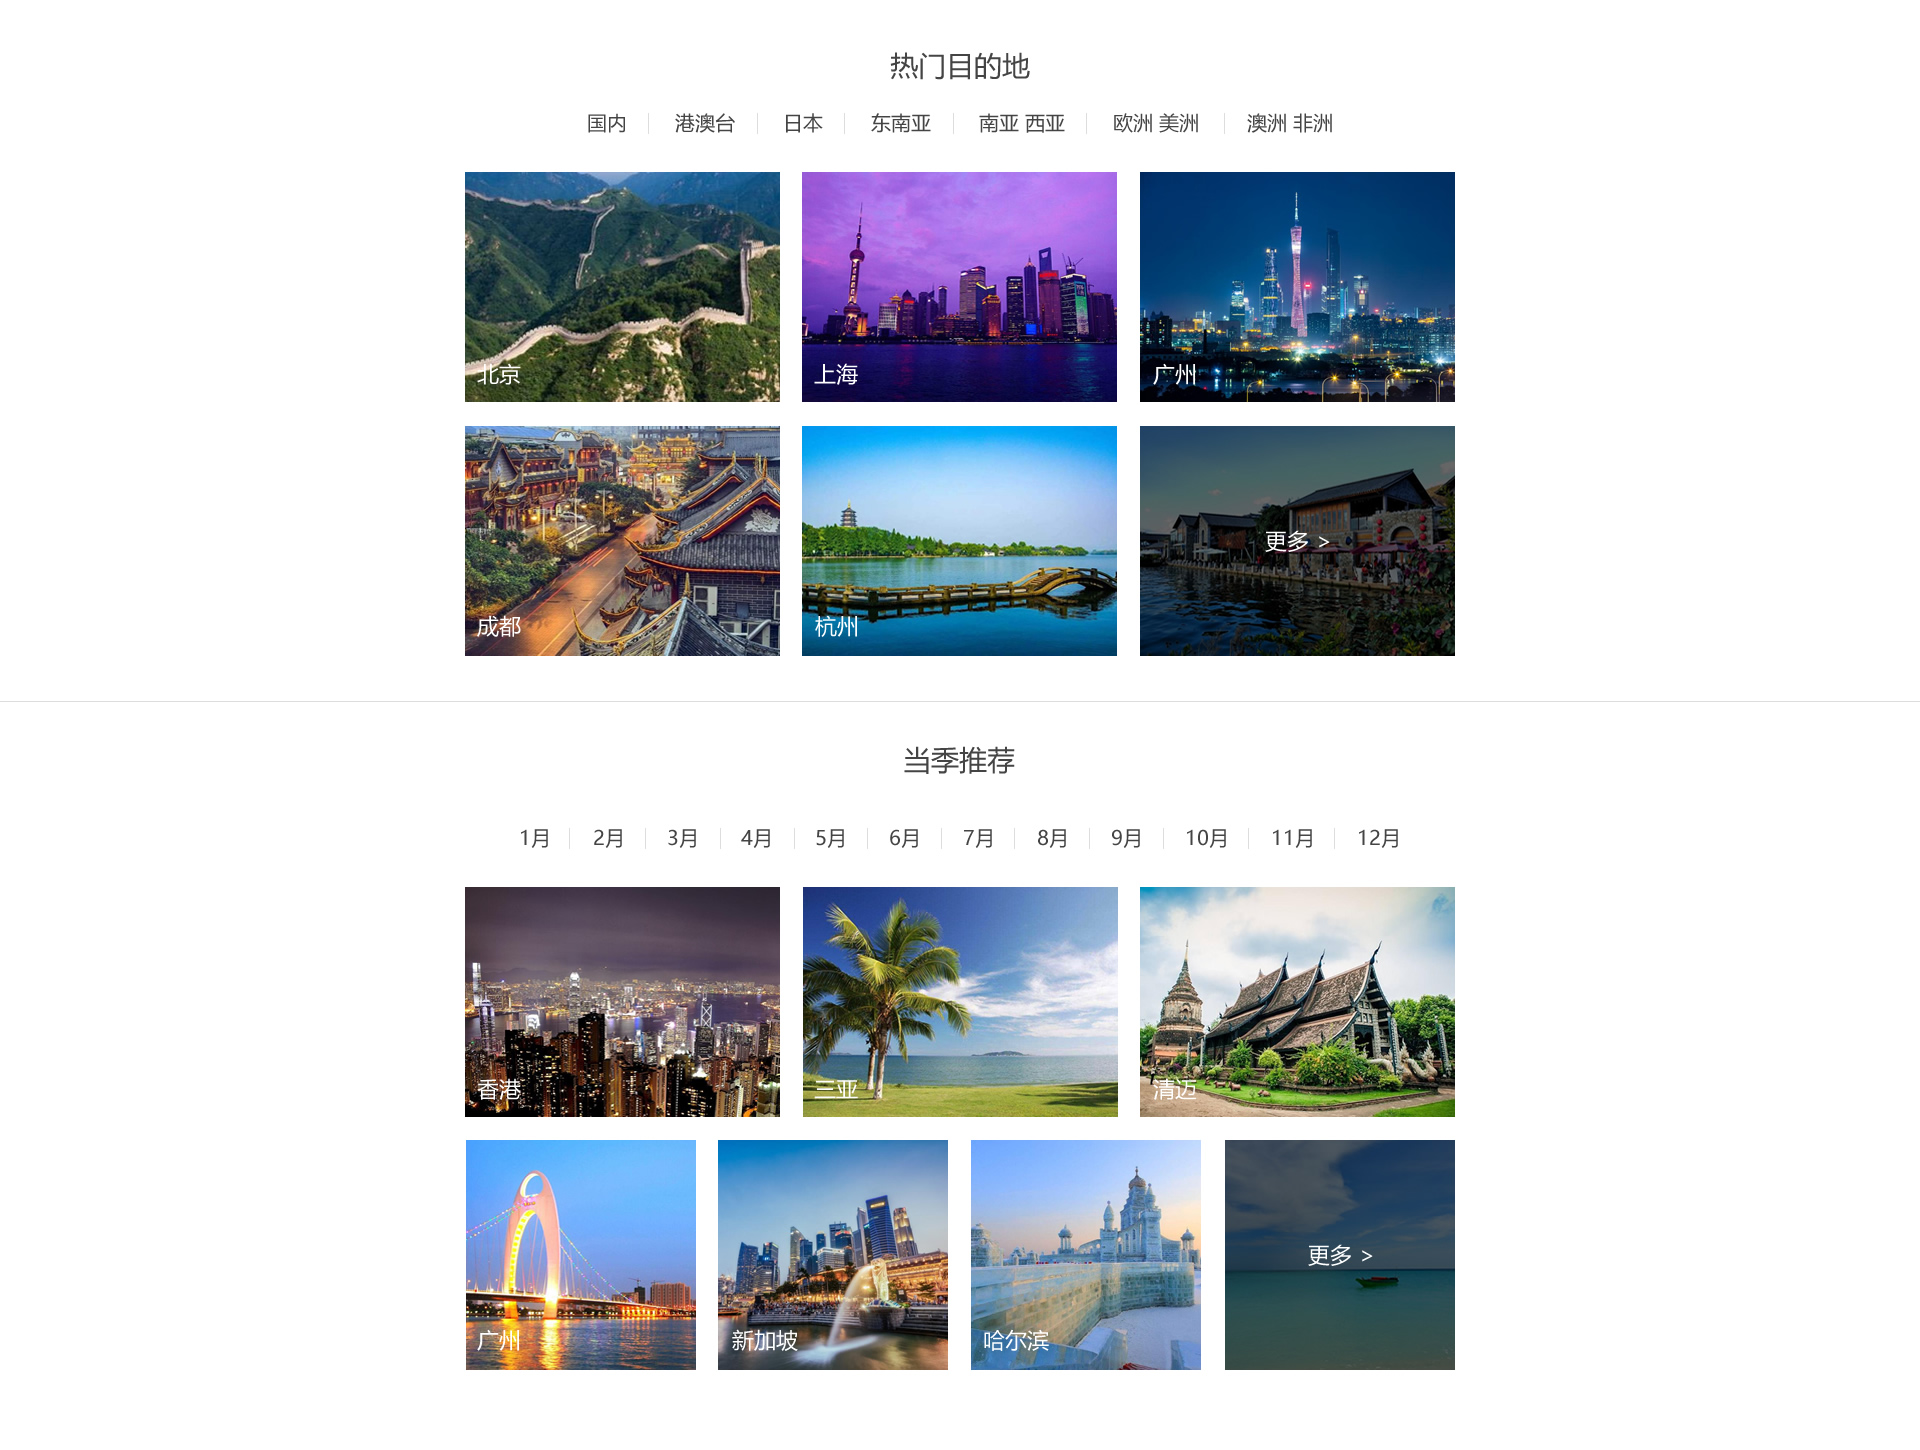 热门目的地
国内 港澳台 日本 东南亚 南亚 西亚 欧洲 美洲 澳洲 非洲
北京 上海 广州
成都 杭州 更多 >
当季推荐
1月 2月 3月 4月 5月 6月 7月 8月 9月 10月 11月 12月
香港 三亚 清迈
广州 新加坡 哈尔滨 更多 >